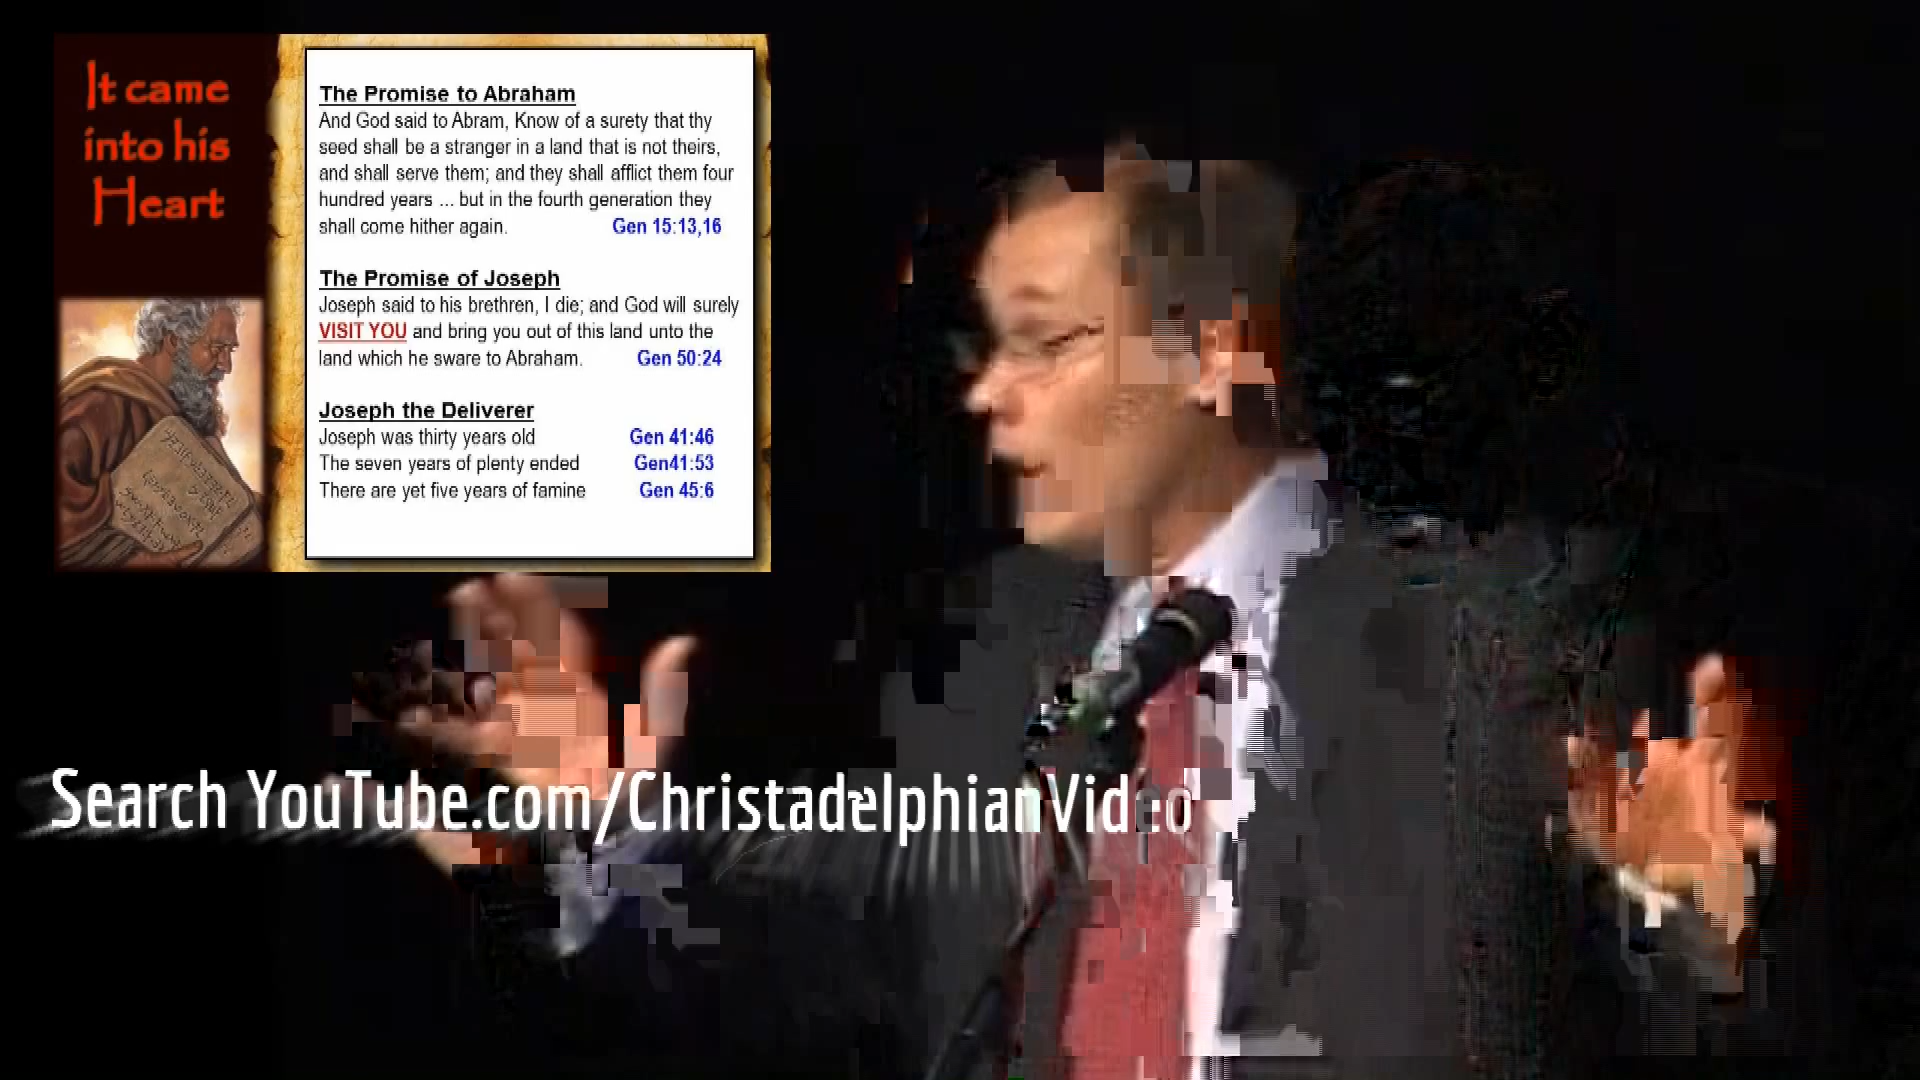 It came
into his
Heart
The Promise to Abraham
And God said to Abram, Know of a surety that thy
seed shall be a stranger in a land that is not theirs,
and shall serve them; and they shall afflict them four
hundred years ... but in the fourth generation they
shall come hither again. Gen 15:13,16
The Promise of Joseph
Joseph said to his brethren, I die; and God will surely
VISIT YOU and bring you out of this land unto the
land which he sware to Abraham. Gen 50:24
Joseph the Deliverer
Joseph was thirty years old Gen 41:46
The seven years of plenty ended Gen41:53
There are yet five years of famine Gen 45:6
Search YouTube.com/ChristadelphianVideo